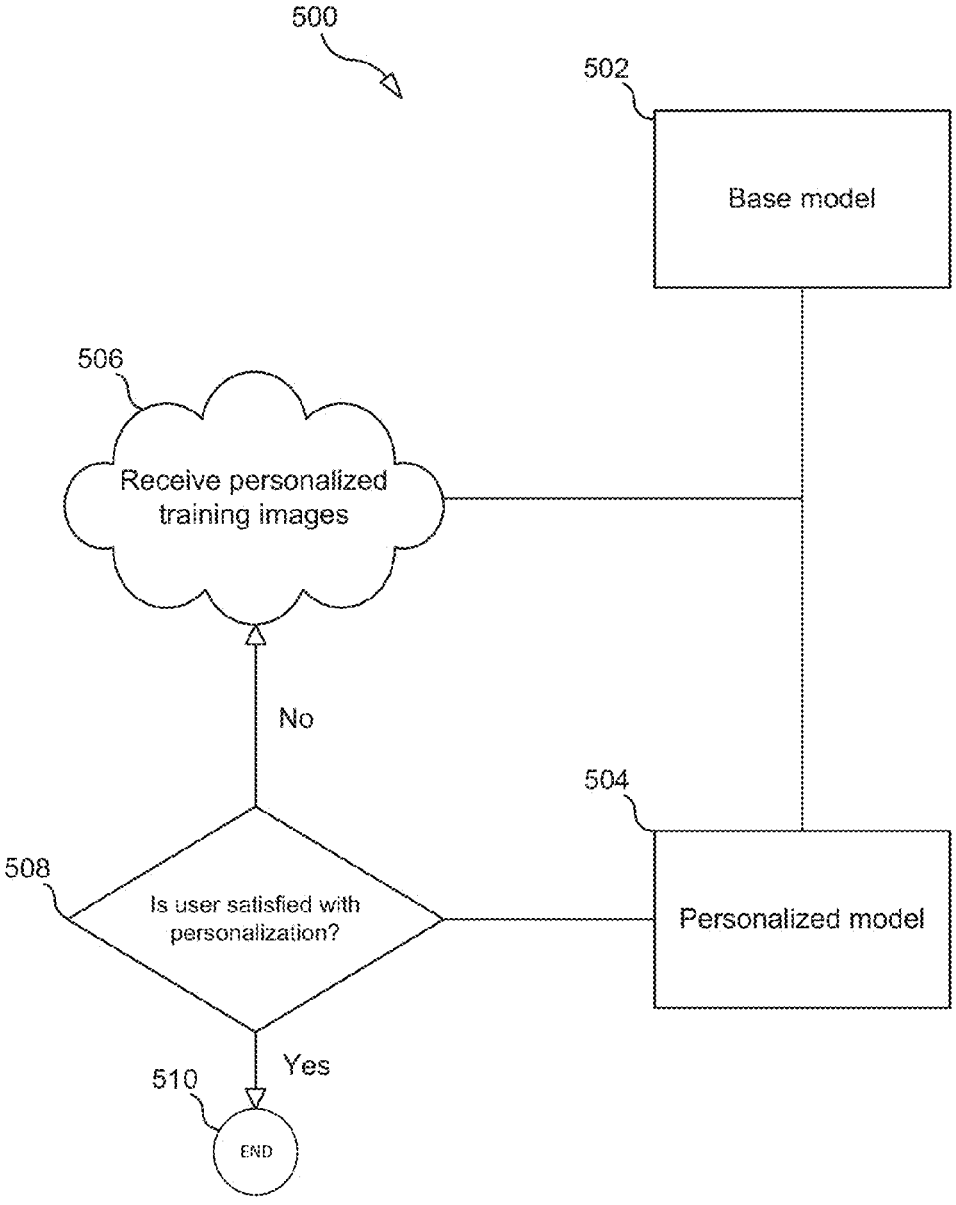 500
502
Base model
506
Receive personalized
training images
No
504
508
Is user satisfied with
personalization?
Personalized model
Yes
510
END